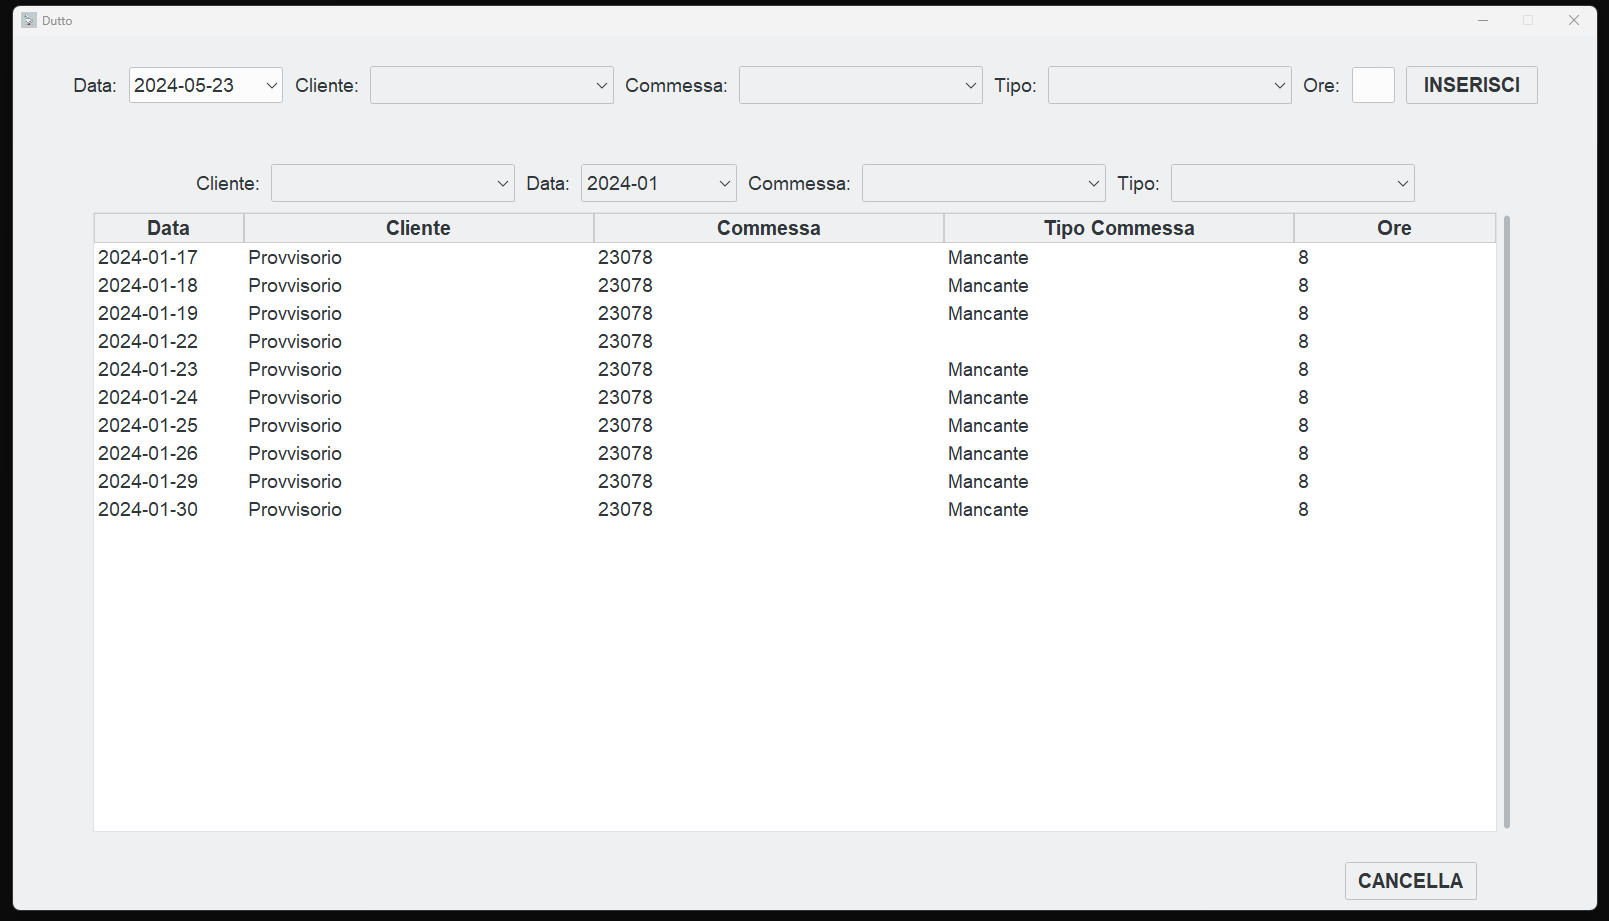 Dutto
Data: 2024-05-23 Cliente: Commessa: Tipo: Ore: INSERISCI
Cliente: Data: 2024-01 Commessa: Tipo:
Data Cliente Commessa Tipo Commessa Ore
2024-01-17 Provvisorio 23078 Mancante 8
2024-01-18 Provvisorio 23078 Mancante 8
2024-01-19 Provvisorio 23078 Mancante 8
2024-01-22 Provvisorio 23078 8
2024-01-23 Provvisorio 23078 Mancante 8
2024-01-24 Provvisorio 23078 Mancante 8
2024-01-25 Provvisorio 23078 Mancante 8
2024-01-26 Provvisorio 23078 Mancante 8
2024-01-29 Provvisorio 23078 Mancante 8
2024-01-30 Provvisorio 23078 Mancante 8
CANCELLA